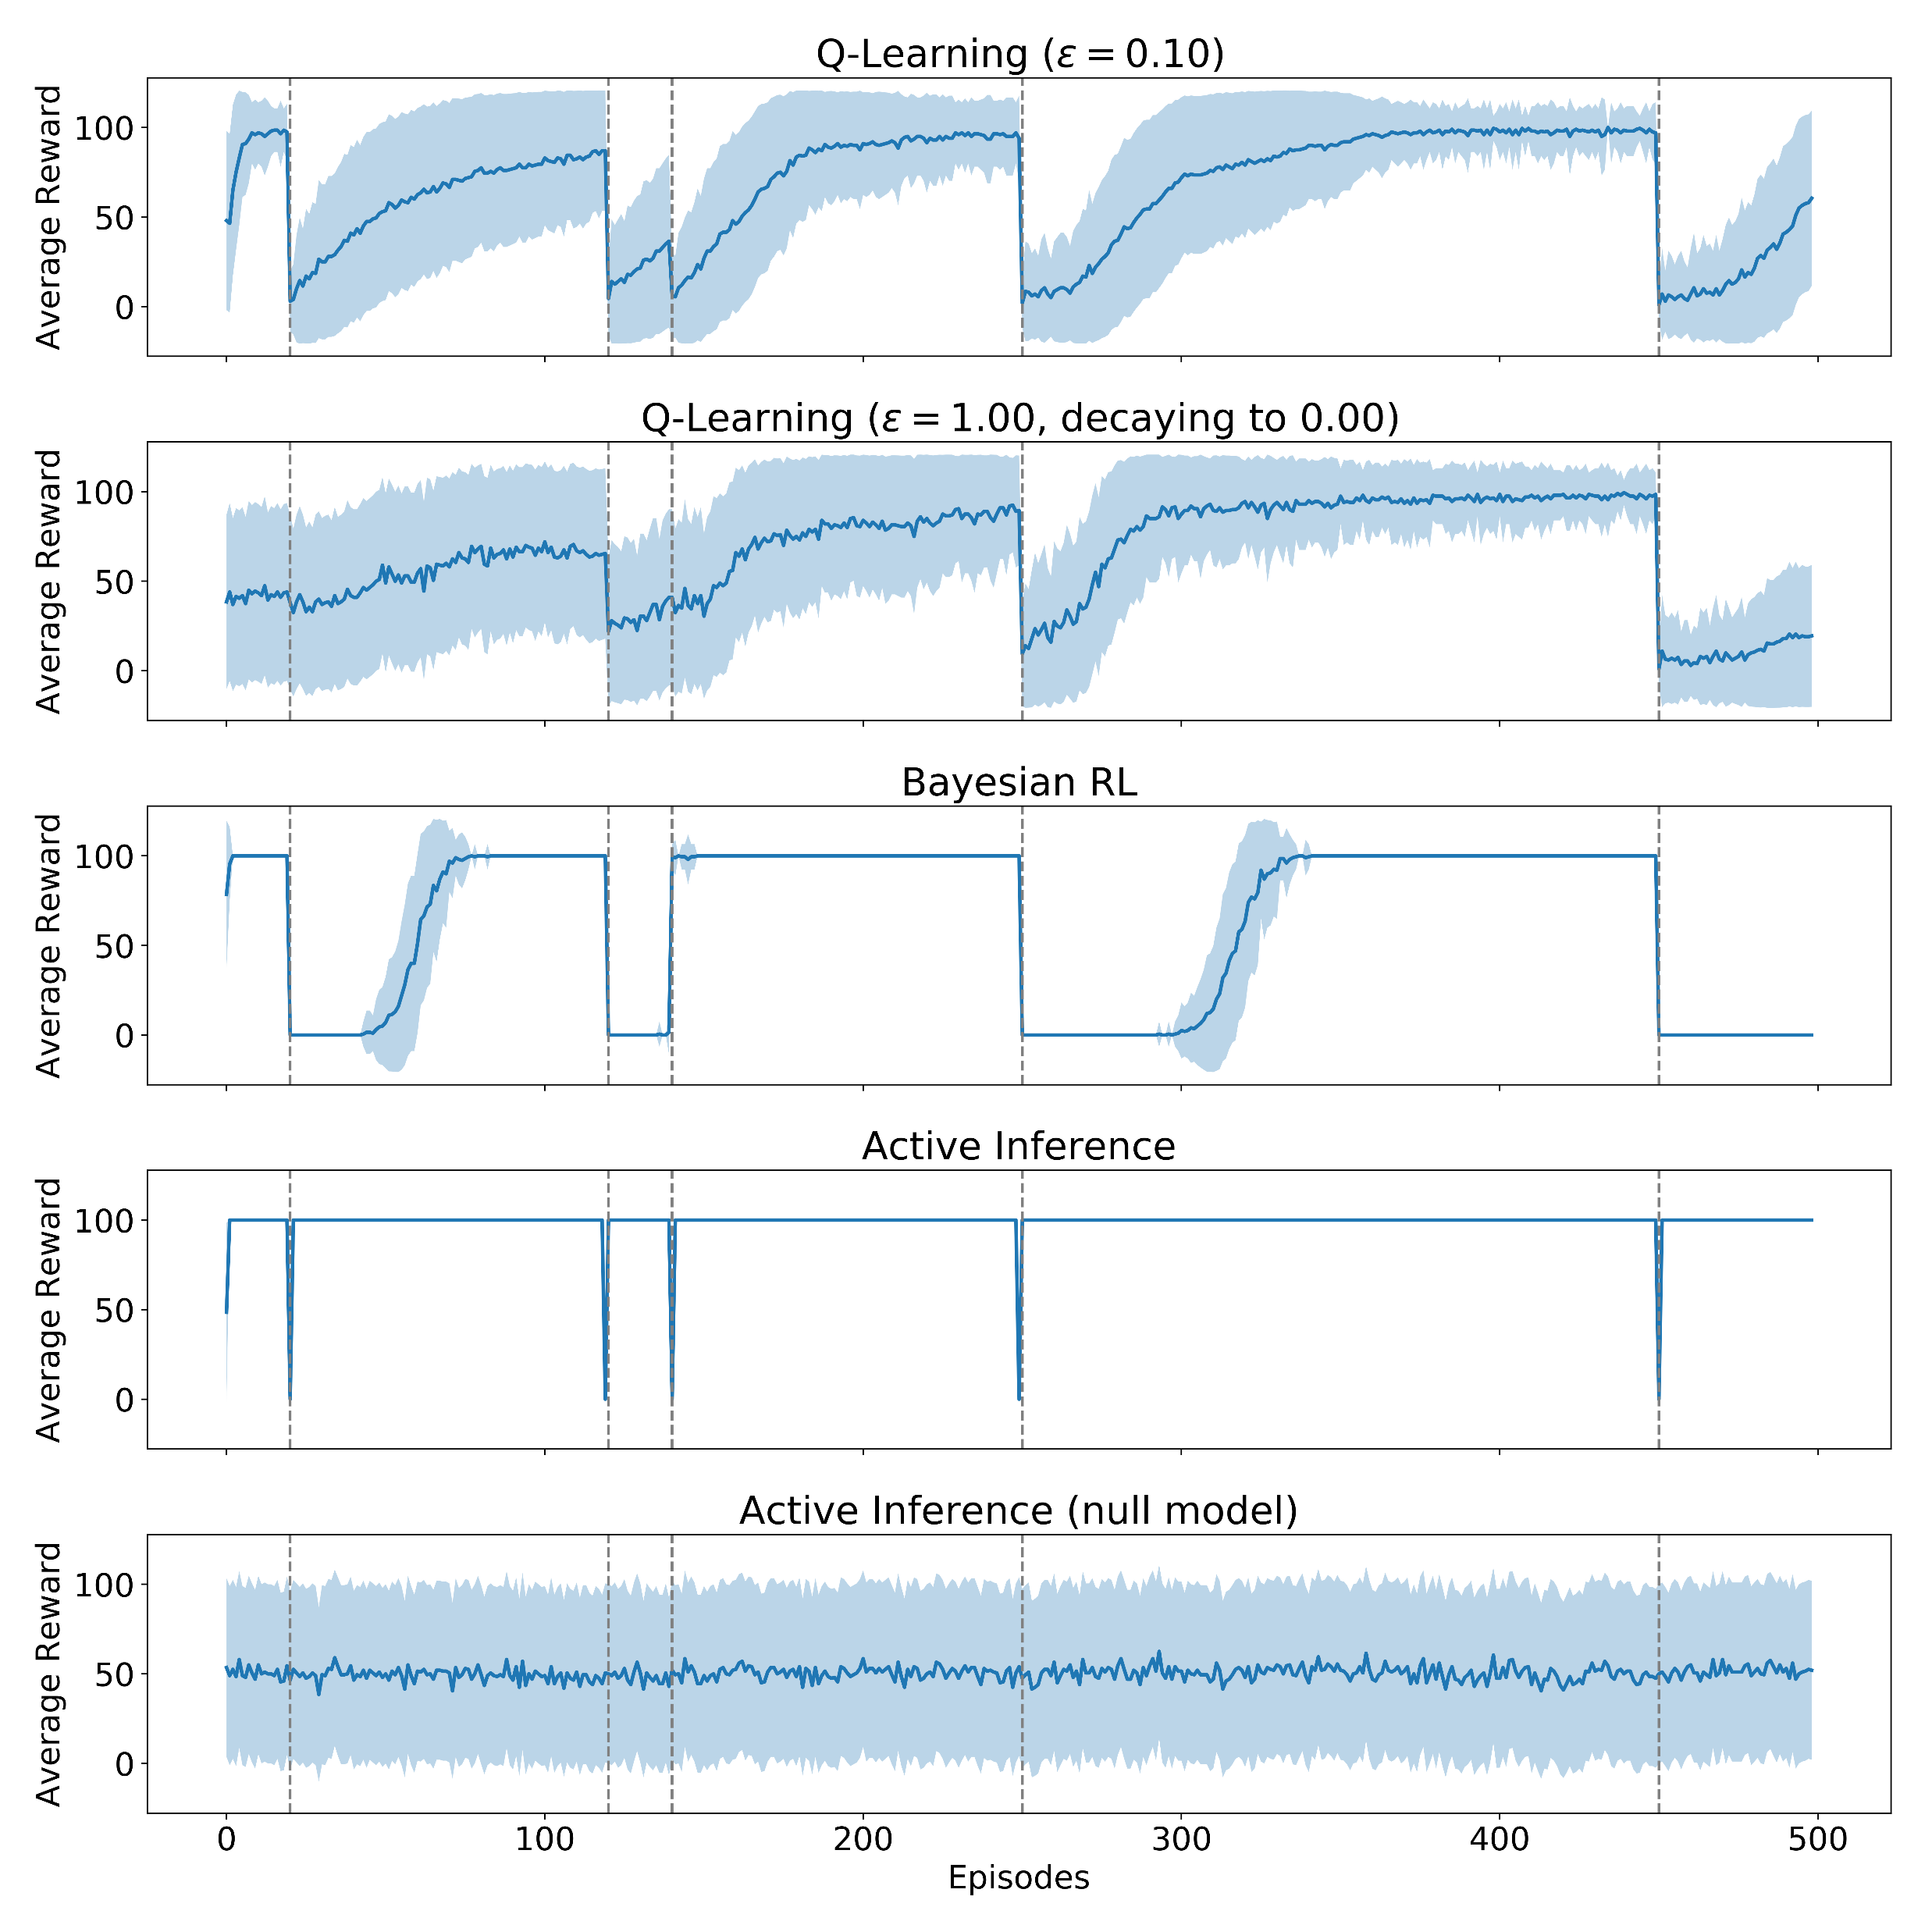 Q-Learning (ε = 0.10)
Average Reward
100
50
0
Q-Learning (ε = 1.00, decaying to 0.00)
Average Reward
100
50
0
Bayesian RL
Average Reward
100
50
0
Active Inference
Average Reward
100
50
0
Active Inference (null model)
Average Reward
100
50
0
0 100 200 300 400 500
Episodes